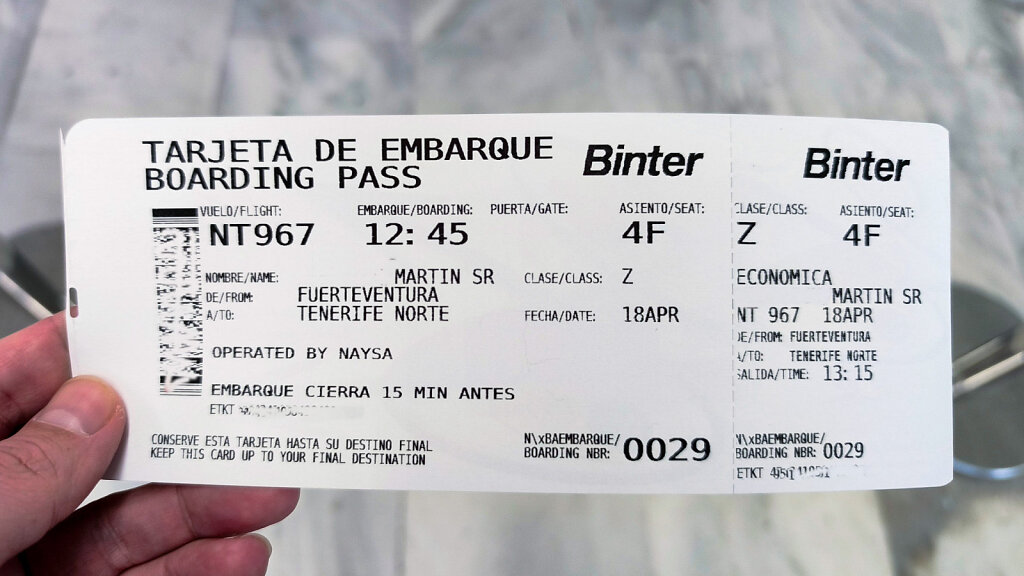 TARJETA DE EMBARQUE
BOARDING PASS
Binter
VUELO/FLIGHT: EMBARQUE/BOARDING: PUERTA/GATE: ASIENTO/SEAT:
NT967 12:45 4F
NOMBRE/NAME: MARTIN SR CLASE/CLASS: Z
DE/FROM: FUERTEVENTURA
A/TO: TENERIFE NORTE FECHA/DATE: 18APR
OPERATED BY NAYSA
EMBARQUE CIERRA 15 MIN ANTES
ETKT
CONSERVE ESTA TARJETA HASTA SU DESTINO FINAL
KEEP THIS CARD UP TO YOUR FINAL DESTINATION
N\xBAEMBARQUE/
BOARDING NBR: 0029
Binter
CLASE/CLASS: ASIENTO/SEAT:
Z 4F
ECONOMICA
MARTIN SR
NT 967 18APR
DE/FROM: FUERTEVENTURA
A/TO: TENERIFE NORTE
SALIDA/TIME: 13:15
N\xBAEMBARQUE/
BOARDING NBR: 0029
ETKT